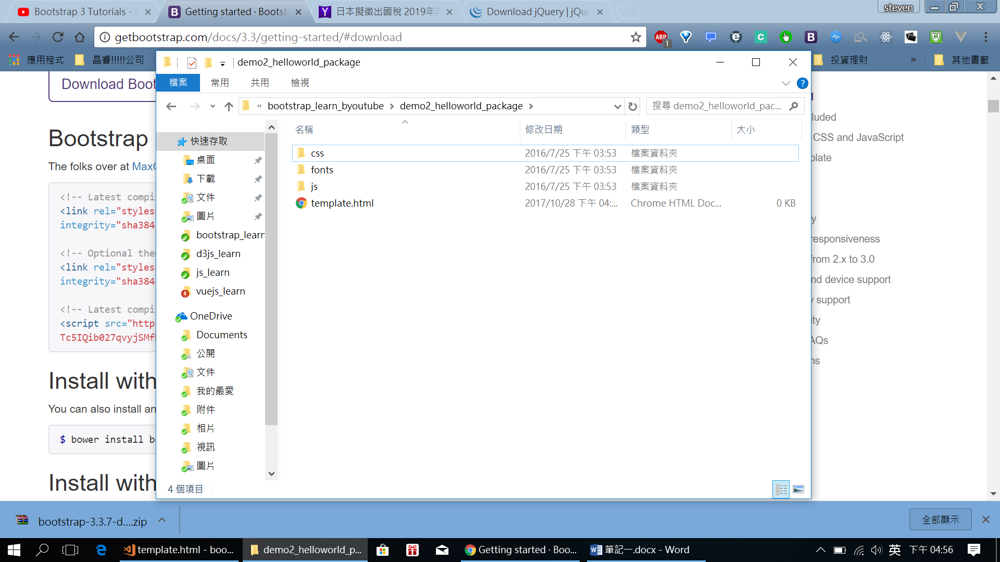 Bootstrap 3 Tutorials - 
Getting started · Bootst
日本擬徵出國稅 2019年
Download jQuery | jQue
steven
getbootstrap.com/docs/3.3/getting-started/#download
ABP
1
應用程式
晶睿!!!!!公司
投資理財
»
其他書籤
demo2_helloworld_package
檔案
常用
共用
檢視
« bootstrap_learn_byoutube > demo2_helloworld_package >
搜尋 demo2_helloworld_pac...
名稱
修改日期
類型
大小
css
2016/7/25 下午 03:53
檔案資料夾
fonts
2016/7/25 下午 03:53
檔案資料夾
js
2016/7/25 下午 03:53
檔案資料夾
template.html
2017/10/28 下午 04:...
Chrome HTML Doc...
0 KB
快速存取
桌面
下載
文件
圖片
bootstrap_learn
d3js_learn
js_learn
vuejs_learn
OneDrive
Documents
公開
文件
我的最愛
附件
相片
視訊
圖片
4 個項目
Download Boot
Bootstrap
The folks over at MaxC
<!-- Latest compi
<link rel="styles
integrity="sha384
<!-- Optional them
<link rel="styles
integrity="sha384
<!-- Latest compi
<script src="http
Tc5IQib027qvyjSMf
Install with
You can also install an
$ bower install bo
Install with
luded
CSS and JavaScript
plate
y
responsiveness
from 2.x to 3.0
nd device support
y support
ity
AQs
ns
bootstrap-3.3.7-d....zip
全部顯示
template.html - boo...
demo2_helloworld_p...
Getting started · Boo...
筆記一.docx - Word
英
下午 04:56